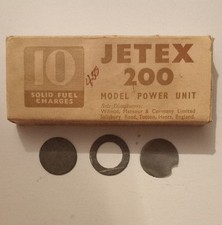 10
SOLID FUEL
CHARGES
JETEX
200
MODEL POWER UNIT
Sole Distributors
Wilmot, Mansour & Company Limited
Salisbury Road, Totton, Hants, England.